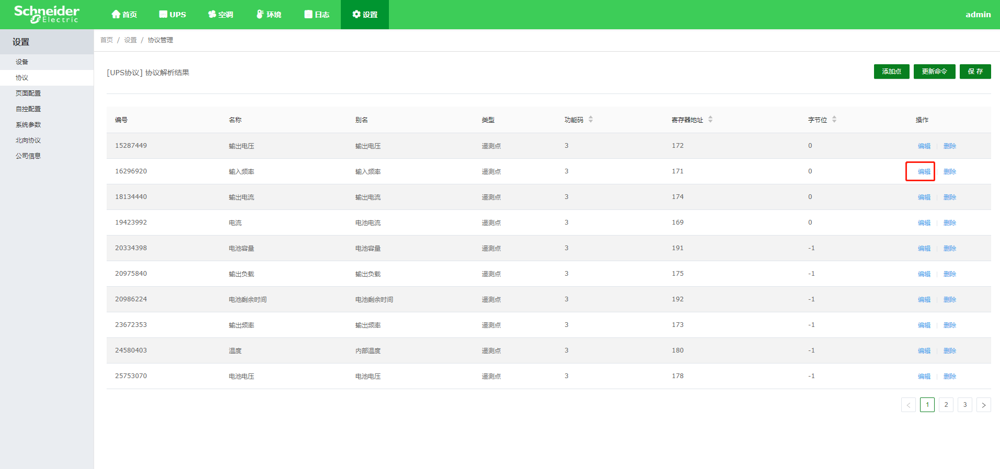 Schneider Electric 首页 UPS 空调 环境 日志 设置 admin
设置
设备
协议
页面配置
自控配置
系统参数
北向协议
公司信息
首页 / 设置 / 协议管理
[UPS协议] 协议解析结果 添加点 更新命令 保 存
编号 名称 别名 类型 功能码 寄存器地址 字节位 操作
15287449 输出电压 输出电压 遥测点 3 172 0 编辑 删除
16296920 输入频率 输入频率 遥测点 3 171 0 编辑 删除
18134440 输出电流 输出电流 遥测点 3 174 0 编辑 删除
19423992 电流 电池电流 遥测点 3 169 0 编辑 删除
20334398 电池容量 电池容量 遥测点 3 191 -1 编辑 删除
20975840 输出负载 输出负载 遥测点 3 175 -1 编辑 删除
20986224 电池剩余时间 电池剩余时间 遥测点 3 192 -1 编辑 删除
23672353 输出频率 输出频率 遥测点 3 173 -1 编辑 删除
24580403 温度 内部温度 遥测点 3 180 -1 编辑 删除
25753070 电池电压 电池电压 遥测点 3 178 -1 编辑 删除
< 1 2 3 >